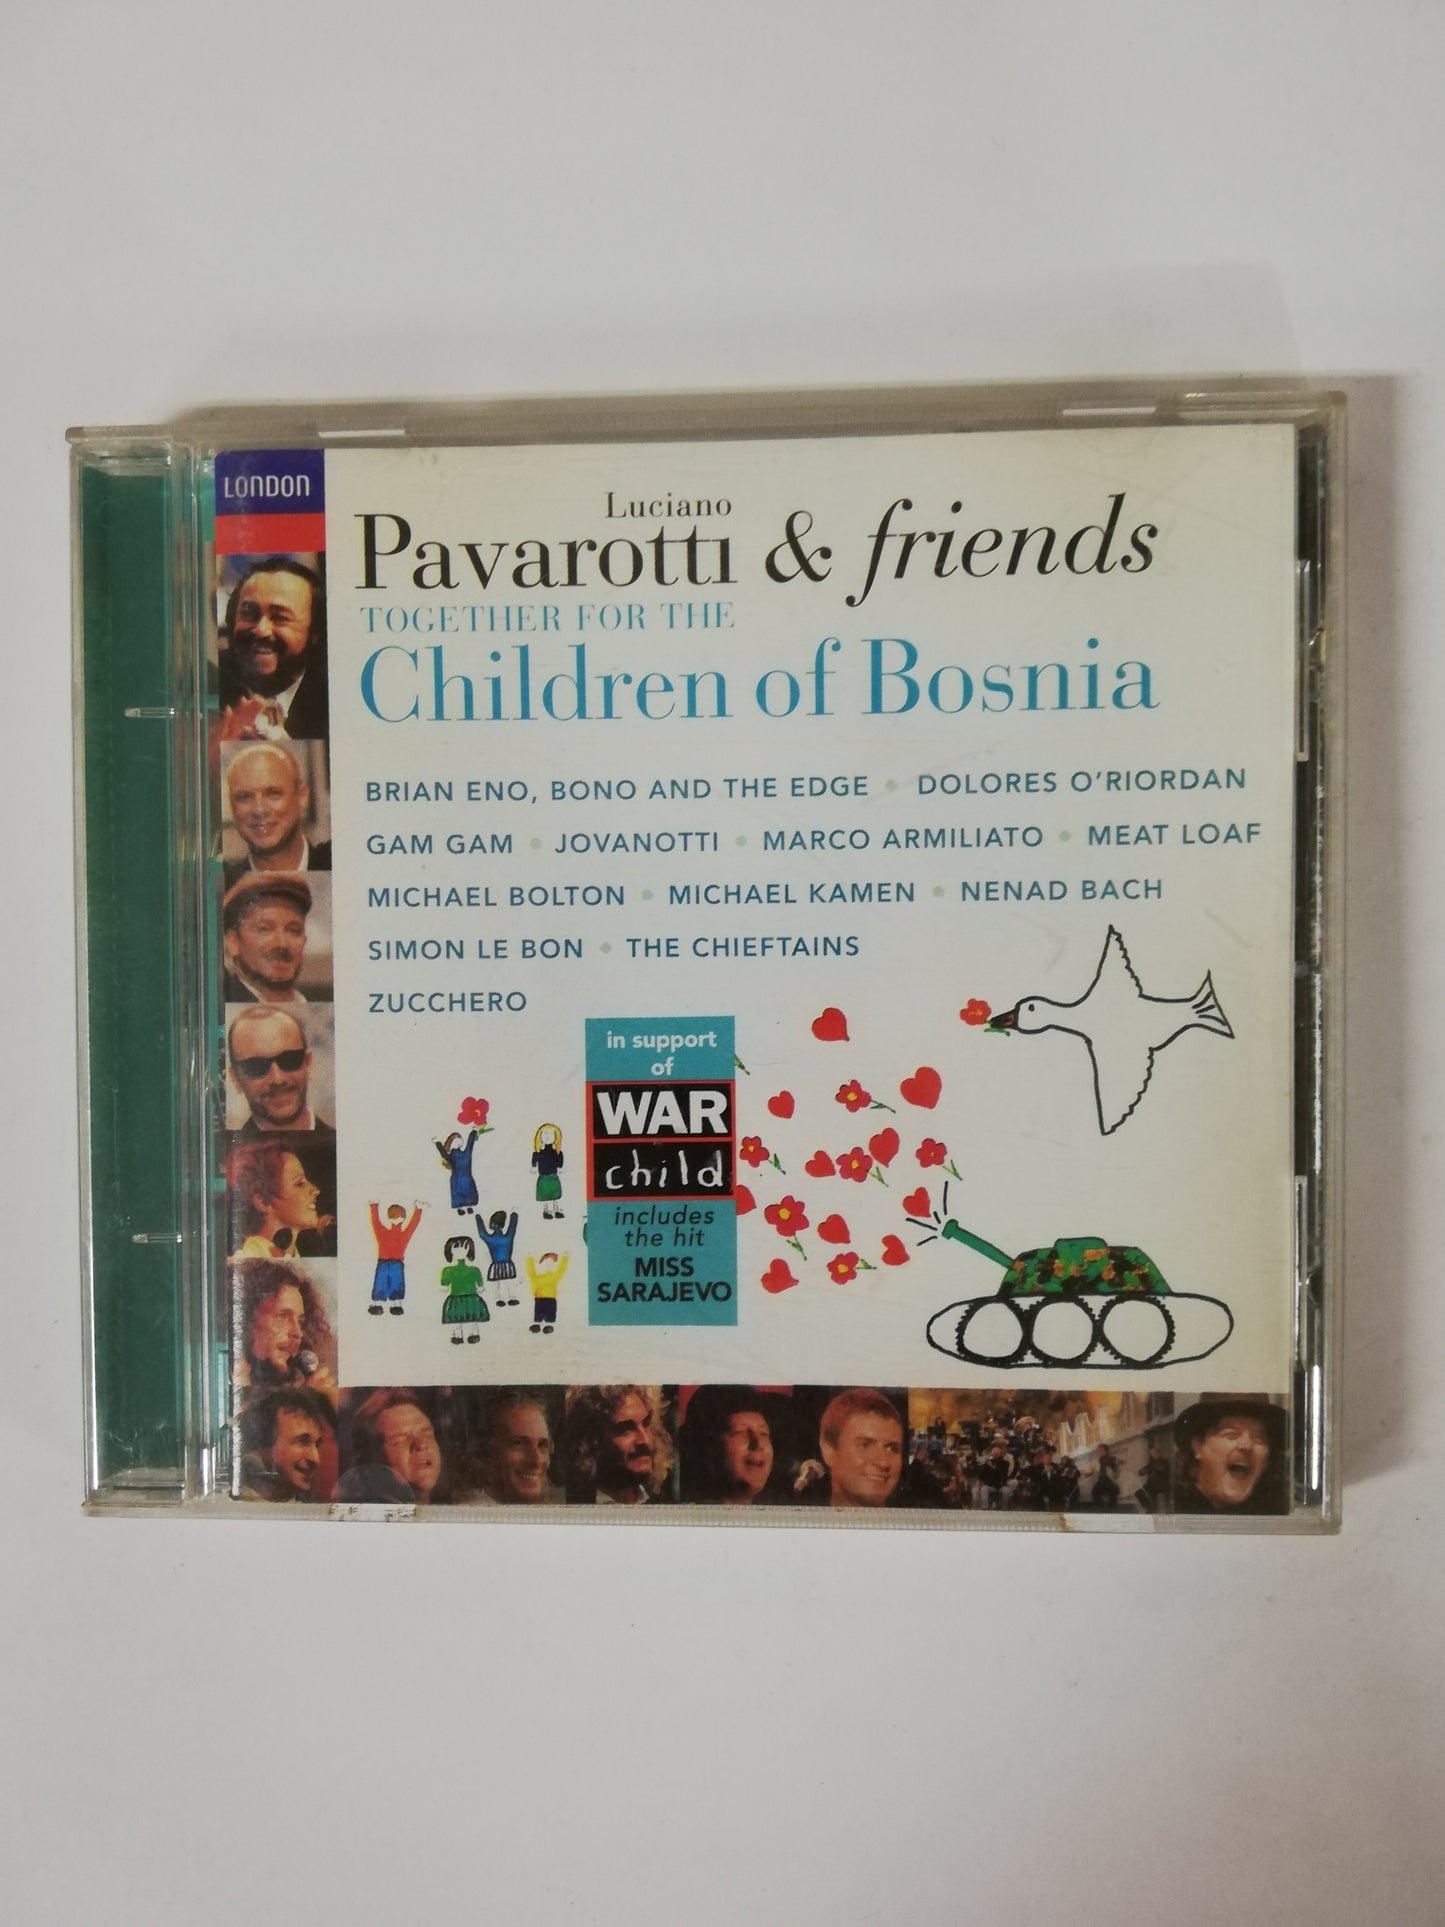 LONDON
Luciano
Pavarotti & friends
TOGETHER FOR THE
Children of Bosnia
BRIAN ENO, BONO AND THE EDGE • DOLORES O'RIORDAN
GAM GAM • JOVANOTTI • MARCO ARMILIATO • MEAT LOAF
MICHAEL BOLTON • MICHAEL KAMEN • NENAD BACH
SIMON LE BON • THE CHIEFTAINS
ZUCCHERO
in support
of
WAR
child
includes
the hit
MISS
SARAJEVO